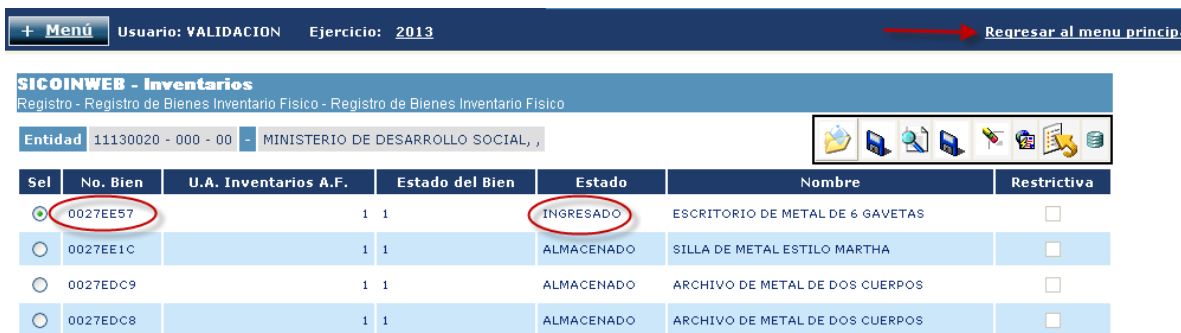 + Menú Usuario: VALIDACION Ejercicio: 2013 Regresar al menu princip
SICOINWEB - Inventarios
Registro - Registro de Bienes Inventario Fisico - Registro de Bienes Inventario Fisico
Entidad 11130020 - 000 - 00 - MINISTERIO DE DESARROLLO SOCIAL, ,
Sel No. Bien U.A. Inventarios A.F. Estado del Bien Estado Nombre Restrictiva
0027EE57 1 1 INGRESADO ESCRITORIO DE METAL DE 6 GAVETAS
0027EE1C 1 1 ALMACENADO SILLA DE METAL ESTILO MARTHA
0027EDC9 1 1 ALMACENADO ARCHIVO DE METAL DE DOS CUERPOS
0027EDC8 1 1 ALMACENADO ARCHIVO DE METAL DE DOS CUERPOS